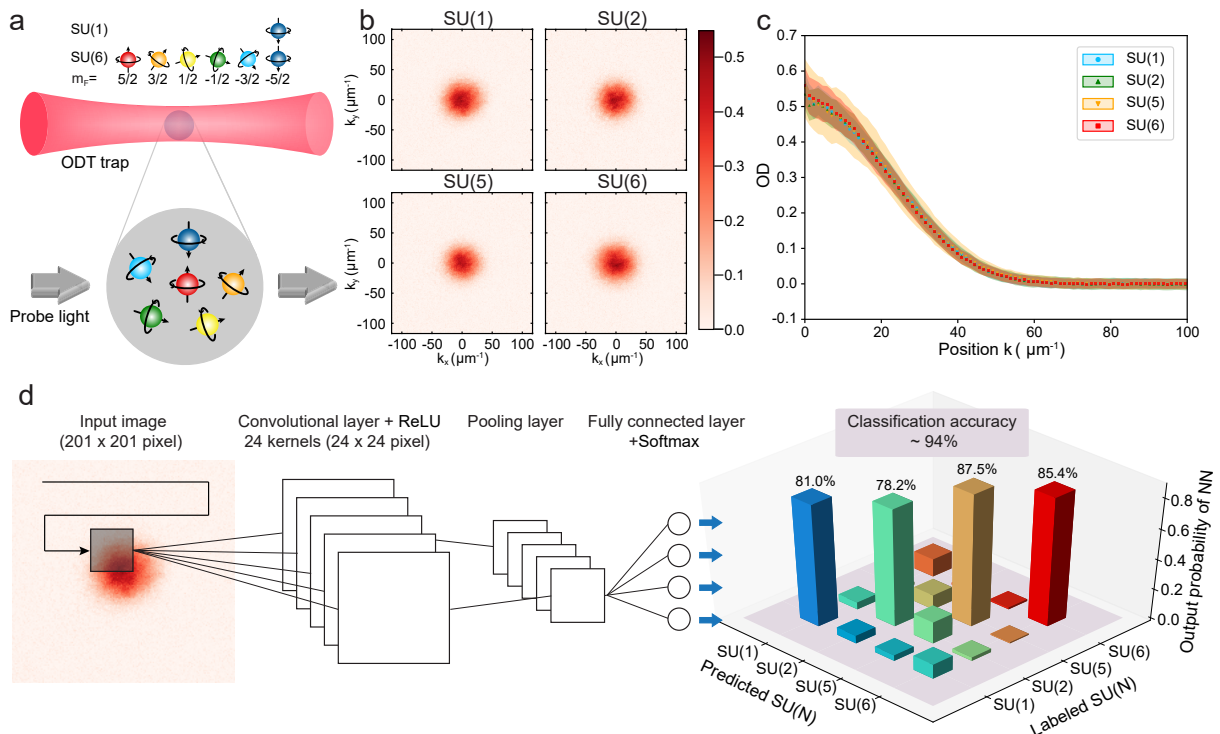 a
SU(1)
SU(6)
m_F= 5/2 3/2 1/2 -1/2 -3/2 -5/2
ODT trap
Probe light
b
SU(1) SU(2)
SU(5) SU(6)
100
50
0
-50
-100
k_y (µm⁻¹)
100
50
0
-50
-100
k_y (µm⁻¹)
-100 -50 0 50 100
k_x (µm⁻¹)
-100 -50 0 50 100
k_x (µm⁻¹)
0.5
0.4
0.3
0.2
0.1
0.0
c
0.7
0.6
0.5
0.4
0.3
0.2
0.1
0.0
-0.1
OD
0 20 40 60 80 100
Position k ( µm⁻¹)
SU(1)
SU(2)
SU(5)
SU(6)
d
Input image
(201 x 201 pixel)
Convolutional layer + ReLU
24 kernels (24 x 24 pixel)
Pooling layer
Fully connected layer
+Softmax
Classification accuracy
~ 94%
81.0% 78.2% 87.5% 85.4%
0.8
0.6
0.4
0.2
0.0
Output probability of NN
SU(1)
SU(2)
SU(5)
SU(6)
Predicted SU(N)
SU(6)
SU(5)
SU(2)
SU(1)
Labeled SU(N)